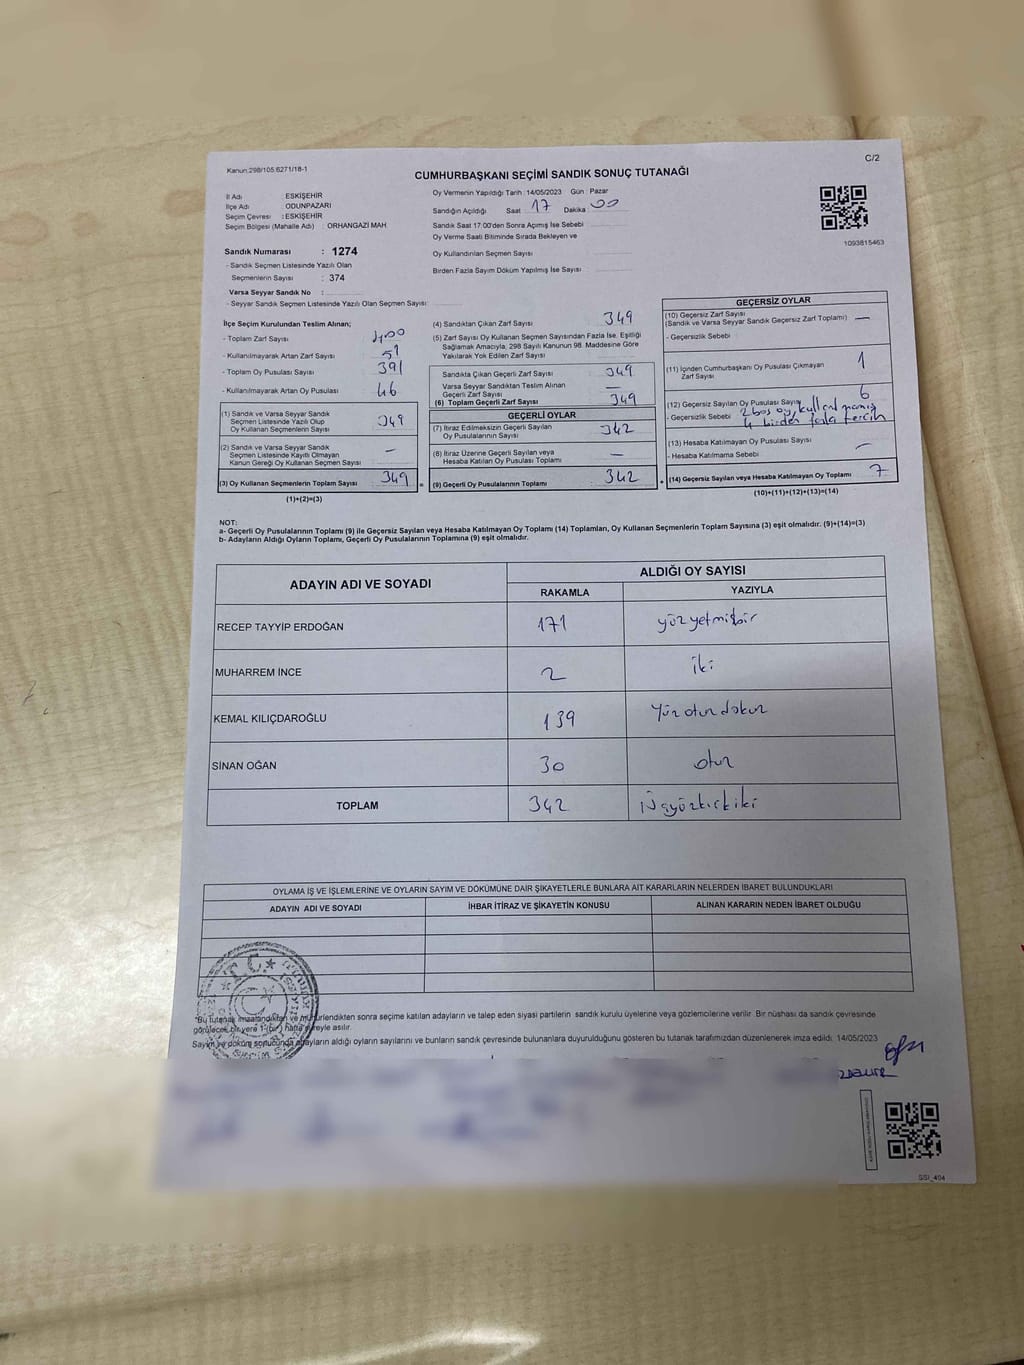 Kanun:298/105 6271/18-1
C/2
CUMHURBAŞKANI SEÇİMİ SANDIK SONUÇ TUTANAĞI
İl Adı : ESKİŞEHİR
İlçe Adı : ODUNPAZARI
Seçim Çevresi : ESKİŞEHİR
Seçim Bölgesi (Mahalle Adı) : ORHANGAZİ MAH
Oy Vermenin Yapıldığı Tarih : 14/05/2023 Gün : Pazar
Sandığın Açıldığı Saat 17 Dakika 00
Sandık Saat 17:00'den Sonra Açımış İse Sebebi
Oy Verme Saati Bitiminde Sırada Bekleyen ve
Oy Kullandırılan Seçmen Sayısı
Birden Fazla Sayım Döküm Yapılmış İse Sayısı
1093815463
Sandık Numarası : 1274
- Sandık Seçmen Listesinde Yazılı Olan
Seçmenlerin Sayısı : 374
Varsa Seyyar Sandık No :
- Seyyar Sandık Seçmen Listesinde Yazılı Olan Seçmen Sayısı:
İlçe Seçim Kurulundan Teslim Alınan;
- Toplam Zarf Sayısı 400
- Kullanılmayarak Artan Zarf Sayısı 51
- Toplam Oy Pusulası Sayısı 391
- Kullanılmayarak Artan Oy Pusulası 46
(1) Sandık ve Varsa Seyyar Sandık
Seçmen Listesinde Yazılı Olup
Oy Kullanan Seçmenlerin Sayısı 349
(2) Sandık ve Varsa Seyyar Sandık
Seçmen Listesinde Kayıtlı Olmayan
Kanun Gereği Oy Kullanan Seçmen Sayısı –
(3) Oy Kullanan Seçmenlerin Toplam Sayısı 349
(1)+(2)=(3)
(4) Sandıktan Çıkan Zarf Sayısı 349
(5) Zarf Sayısı Oy Kullanan Seçmen Sayısından Fazla İse, Eşitliği
Sağlamak Amacıyla, 298 Sayılı Kanunun 98. Maddesine Göre
Yakılarak Yok Edilen Zarf Sayısı
Sandıkta Çıkan Geçerli Zarf Sayısı 349
Varsa Seyyar Sandıktan Teslim Alınan
Geçerli Zarf Sayısı —
(6) Toplam Geçerli Zarf Sayısı 349
GEÇERLİ OYLAR
(7) İtiraz Edilmeksizin Geçerli Sayılan
Oy Pusulalarının Sayısı 342
(8) İtiraz Üzerine Geçerli Sayılan veya
Hesaba Katılan Oy Pusulası Toplamı –
(9) Geçerli Oy Pusulalarının Toplamı 342
GEÇERSİZ OYLAR
(10) Geçersiz Zarf Sayısı
(Sandık ve Varsa Seyyar Sandık Geçersiz Zarf Toplamı) —
- Geçersizlik Sebebi
(11) İçinden Cumhurbaşkanı Oy Pusulası Çıkmayan
Zarf Sayısı 1
(12) Geçersiz Sayılan Oy Pusulası Sayısı 6
- Geçersizlik Sebebi 2 boş oy, kullanılmamış
4 birden fazla tercih
(13) Hesaba Katılmayan Oy Pusulası Sayısı –
- Hesaba Katılmama Sebebi
(14) Geçersiz Sayılan veya Hesaba Katılmayan Oy Toplamı 7
(10)+(11)+(12)+(13)=(14)
NOT:
a- Geçerli Oy Pusulalarının Toplamı (9) ile Geçersiz Sayılan veya Hesaba Katılmayan Oy Toplamı (14) Toplamları, Oy Kullanan Seçmenlerin Toplam Sayısına (3) eşit olmalıdır. (9)+(14)=(3)
b- Adayların Aldığı Oyların Toplamı, Geçerli Oy Pusulalarının Toplamına (9) eşit olmalıdır.
ADAYIN ADI VE SOYADI
ALDIĞI OY SAYISI
RAKAMLA YAZIYLA
RECEP TAYYİP ERDOĞAN 171 yüzyetmişbir
MUHARREM İNCE 2 iki
KEMAL KILIÇDAROĞLU 139 Yüzotuzdokuz
SİNAN OĞAN 30 otuz
TOPLAM 342 Üçyüzkırkiki
OYLAMA İŞ VE İŞLEMLERİNE VE OYLARIN SAYIM VE DÖKÜMÜNE DAİR ŞİKAYETLERLE BUNLARA AİT KARARLARIN NELERDEN İBARET BULUNDUKLARI
ADAYIN ADI VE SOYADI İHBAR İTİRAZ VE ŞİKAYETİN KONUSU ALINAN KARARIN NEDEN İBARET OLDUĞU
T.C.
*Bu tutanak imzalandıktan ve mühürlendikten sonra seçime katılan adayların ve talep eden siyasi partilerin sandık kurulu üyelerine veya gözlemcilerine verilir. Bir nüshası da sandık çevresinde
görülecek bir yere 1 (bir) hafta süreyle asılır.
Sayım ve döküm sonucunda adayların aldığı oyların sayılarını ve bunların sandık çevresinde bulunanlara duyurulduğunu gösteren bu tutanak tarafımızdan düzenlenerek imza edildi. 14/05/2023
SSI_404